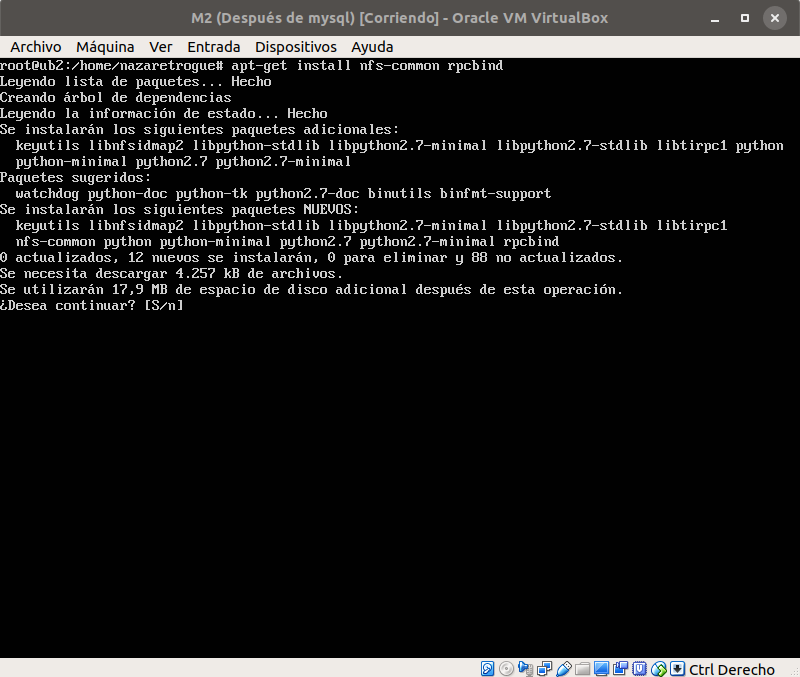 M2 (Después de mysql) [Corriendo] - Oracle VM VirtualBox
Archivo Máquina Ver Entrada Dispositivos Ayuda
root@ub2:/home/nazaretrogue# apt-get install nfs-common rpcbind
Leyendo lista de paquetes... Hecho
Creando árbol de dependencias
Leyendo la información de estado... Hecho
Se instalarán los siguientes paquetes adicionales:
  keyutils libnfsidmap2 libpython-stdlib libpython2.7-minimal libpython2.7-stdlib libtirpc1 python
  python-minimal python2.7 python2.7-minimal
Paquetes sugeridos:
  watchdog python-doc python-tk python2.7-doc binutils binfmt-support
Se instalarán los siguientes paquetes NUEVOS:
  keyutils libnfsidmap2 libpython-stdlib libpython2.7-minimal libpython2.7-stdlib libtirpc1
  nfs-common python python-minimal python2.7 python2.7-minimal rpcbind
0 actualizados, 12 nuevos se instalarán, 0 para eliminar y 88 no actualizados.
Se necesita descargar 4.257 kB de archivos.
Se utilizarán 17,9 MB de espacio de disco adicional después de esta operación.
¿Desea continuar? [S/n]
Ctrl Derecho